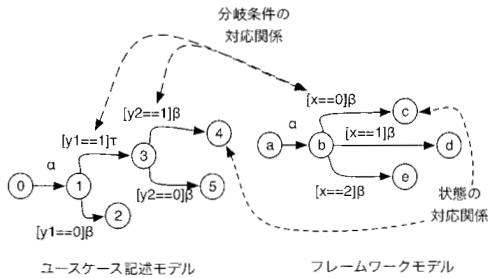 分岐条件の
対応関係
[y2==1]β
[x==0]β
c
[y1==1]τ
α
[x==1]β
4
3
a
b
d
α
[y2==0]β
[x==2]β
e
0
1
5
状態の
対応関係
2
[y1==0]β
ユースケース記述モデル
フレームワークモデル